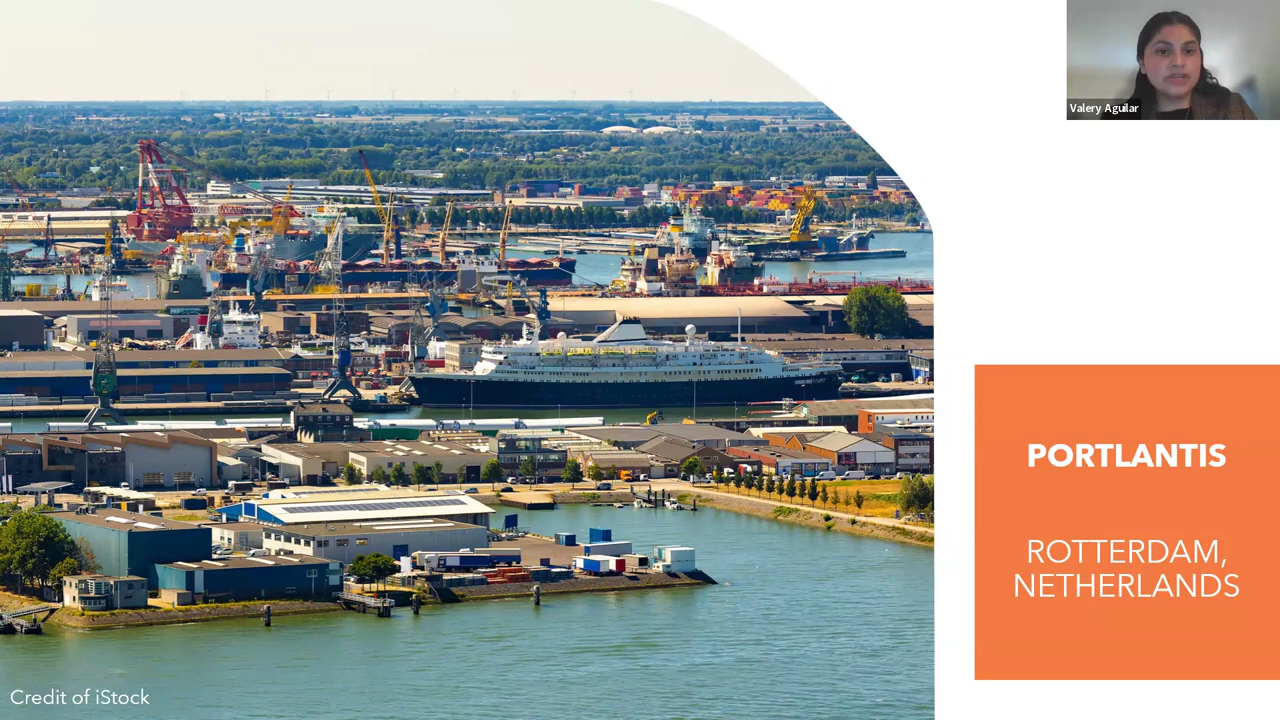 Valery Aguilar
PORTLANTIS
ROTTERDAM,
NETHERLANDS
Credit of iStock